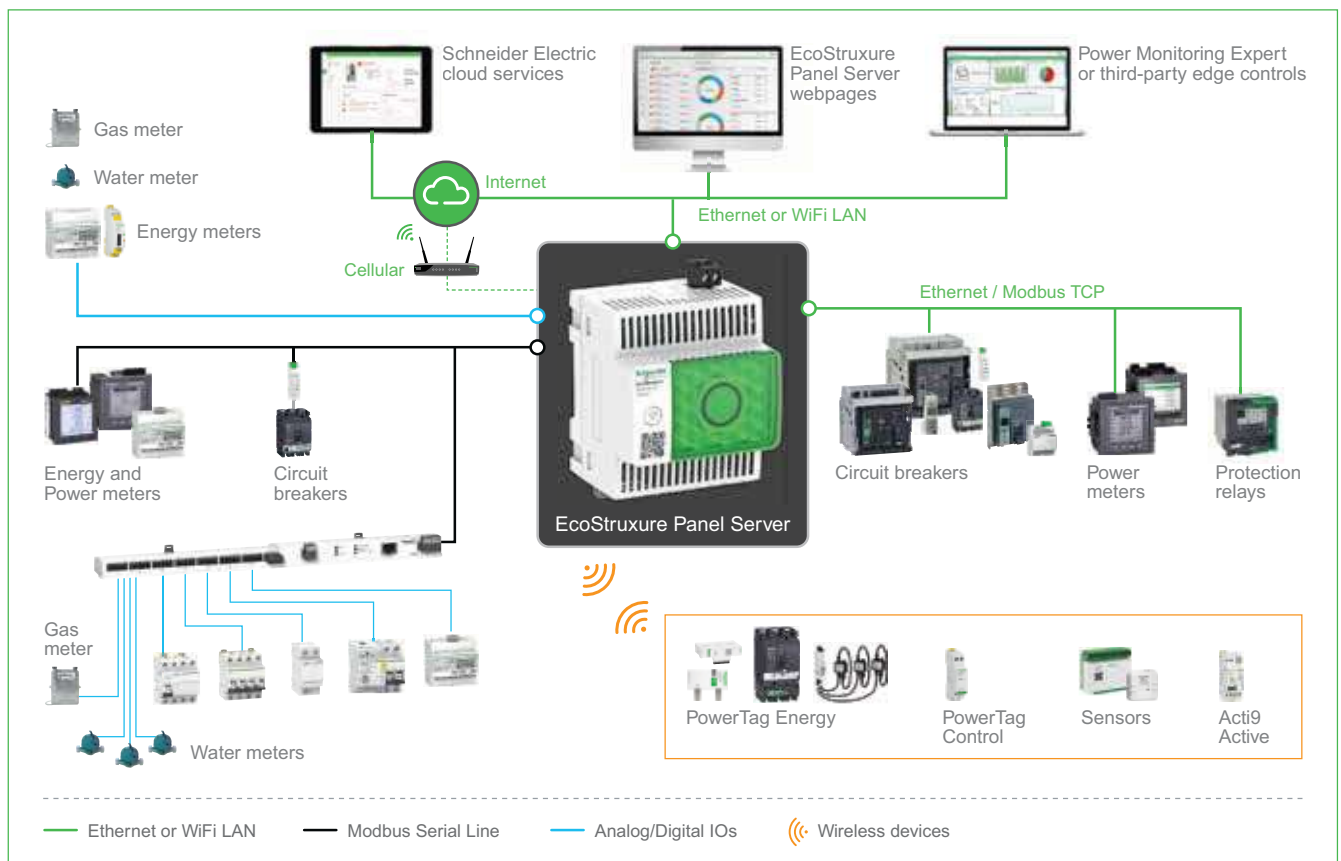 Schneider Electric
cloud services
EcoStruxure
Panel Server
webpages
Power Monitoring Expert
or third-party edge controls
Gas meter
Water meter
Energy meters
Internet
Ethernet or WiFi LAN
Cellular
Ethernet / Modbus TCP
Energy and
Power meters
Circuit
breakers
EcoStruxure Panel Server
Circuit breakers
Power
meters
Protection
relays
Gas
meter
Water meters
PowerTag Energy
PowerTag
Control
Sensors
Acti9
Active
Ethernet or WiFi LAN
Modbus Serial Line
Analog/Digital IOs
Wireless devices